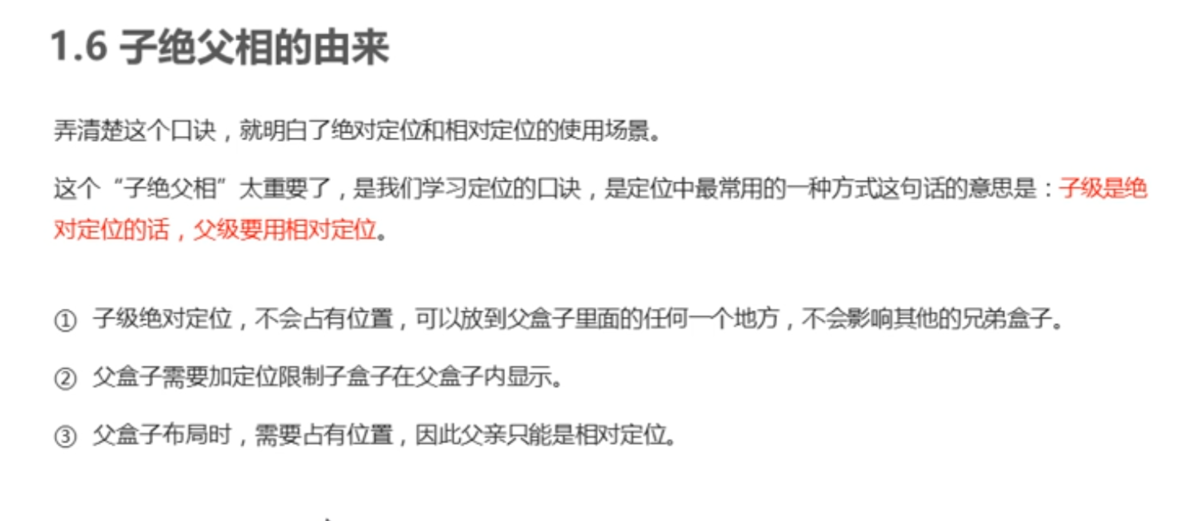 1.6 子绝父相的由来
弄清楚这个口诀，就明白了绝对定位和相对定位的使用场景。
这个“子绝父相”太重要了，是我们学习定位的口诀，是定位中最常用的一种方式这句话的意思是：子级是绝
对定位的话，父级要用相对定位。
① 子级绝对定位，不会占有位置，可以放到父盒子里面的任何一个地方，不会影响其他的兄弟盒子。
② 父盒子需要加定位限制子盒子在父盒子内显示。
③ 父盒子布局时，需要占有位置，因此父亲只能是相对定位。